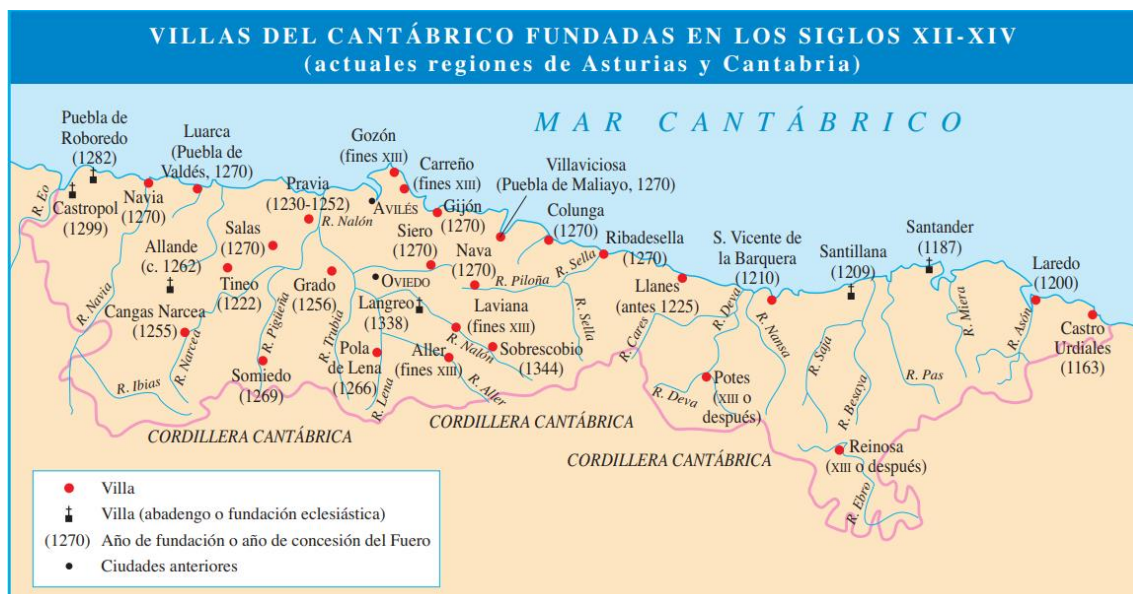 VILLAS DEL CANTÁBRICO FUNDADAS EN LOS SIGLOS XII-XIV
(actuales regiones de Asturias y Cantabria)
MAR CANTÁBRICO
Puebla de
Roboredo
(1282)
R. Eo
Castropol
(1299)
Navia
(1270)
Luarca
(Puebla de
Valdés, 1270)
Allande
(c. 1262)
Salas
(1270)
Tineo
(1222)
Pravia
(1230-1252)
R. Nalón
Gozón
(fines XIII)
AVILÉS
Carreño
(fines XIII)
Gijón
(1270)
Siero
(1270)
Nava
(1270)
Villaviciosa
(Puebla de Maliayo, 1270)
Colunga
(1270)
R. Sella
R. Piloña
Ribadesella
(1270)
Llanes
(antes 1225)
S. Vicente de
la Barquera
(1210)
Santillana
(1209)
Santander
(1187)
Laredo
(1200)
Castro
Urdiales
(1163)
R. Navia
Cangas Narcea
(1255)
R. Narcea
R. Ibias
R. Pigüeña
Somiedo
(1269)
Grado
(1256)
R. Trubia
OVIEDO
Langreo
(1338)
Pola
de Lena
(1266)
R. Lena
Aller
(fines XIII)
R. Aller
Laviana
(fines XIII)
R. Nalón
Sobrescobio
(1344)
R. Sella
R. Cares
R. Deva
R. Deva
Potes
(XIII o
después)
R. Nansa
R. Saja
R. Besaya
R. Pas
R. Miera
R. Asón
Reinosa
(XIII o después)
R. Ebro
CORDILLERA CANTÁBRICA
CORDILLERA CANTÁBRICA
CORDILLERA CANTÁBRICA
Villa
Villa (abadengo o fundación eclesiástica)
(1270) Año de fundación o año de concesión del Fuero
Ciudades anteriores